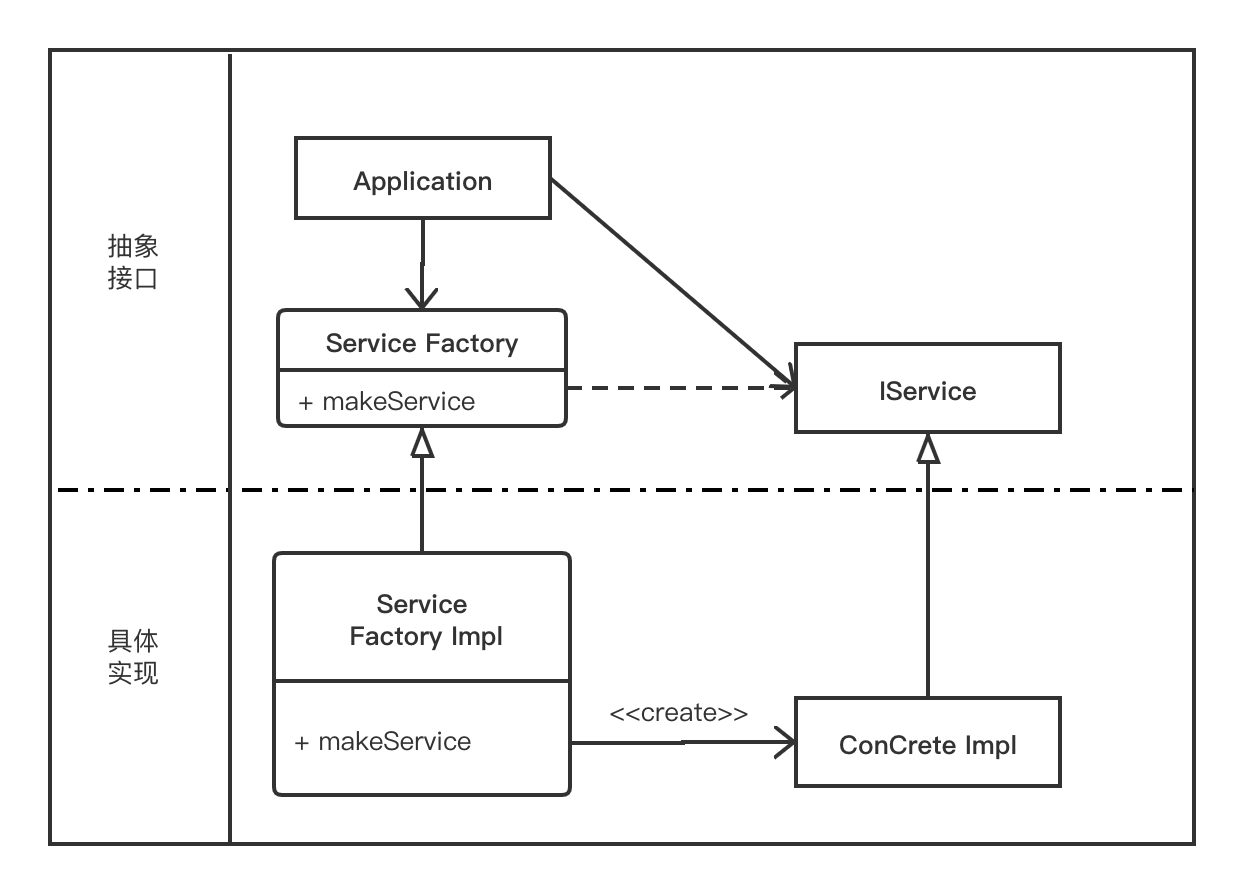 抽象
接口
Application
Service Factory
+ makeService
IService
具体
实现
Service
Factory Impl
+ makeService
<<create>>
ConCrete Impl